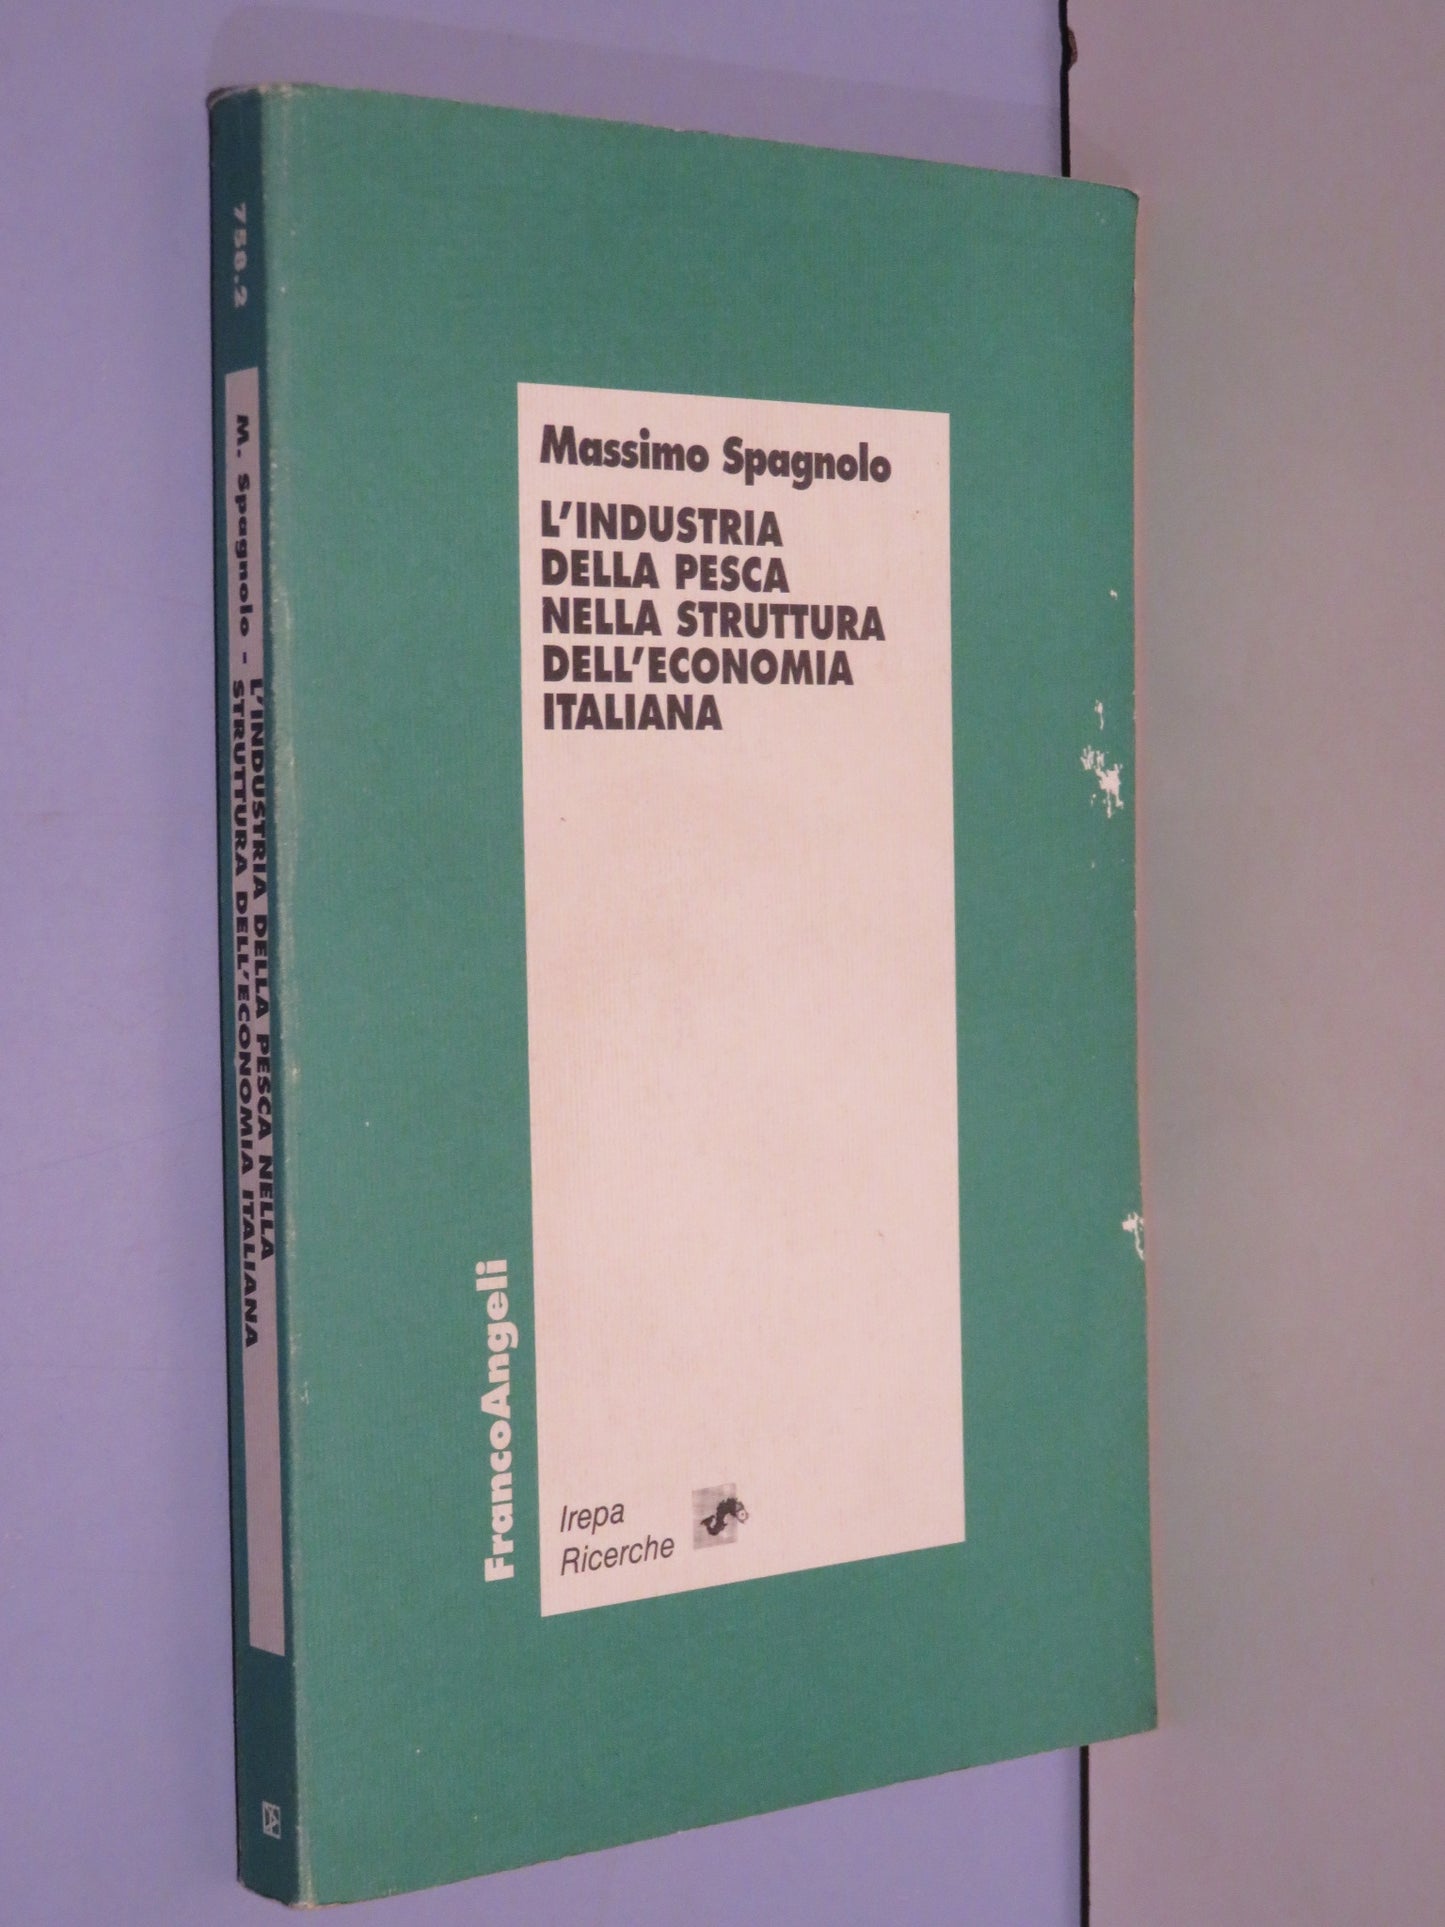 758.2
M. Spagnolo - L'INDUSTRIA DELLA PESCA NELLA
STRUTTURA DELL'ECONOMIA ITALIANA
Massimo Spagnolo
L'INDUSTRIA
DELLA PESCA
NELLA STRUTTURA
DELL'ECONOMIA
ITALIANA
FrancoAngeli
Irepa
Ricerche